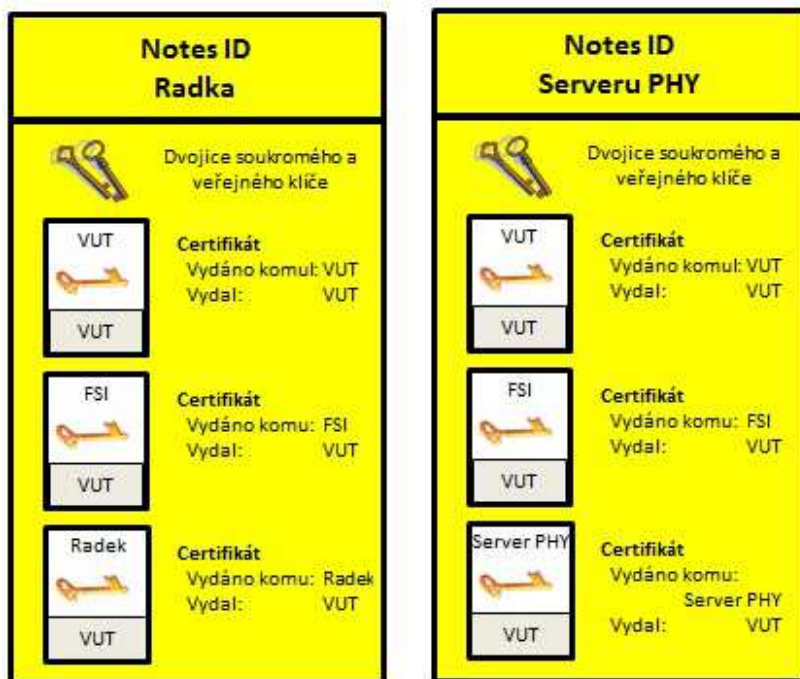 Notes ID
Radka
Dvojice soukromého a
veřejného klíče
VUT
VUT
Certifikát
Vydáno komul: VUT
Vydal: VUT
FSI
VUT
Certifikát
Vydáno komu: FSI
Vydal: VUT
Radek
VUT
Certifikát
Vydáno komu: Radek
Vydal: VUT
Notes ID
Serveru PHY
Dvojice soukromého a
veřejného klíče
VUT
VUT
Certifikát
Vydáno komul: VUT
Vydal: VUT
FSI
VUT
Certifikát
Vydáno komu: FSI
Vydal: VUT
Server PHY
VUT
Certifikát
Vydáno komu:
Server PHY
Vydal: VUT